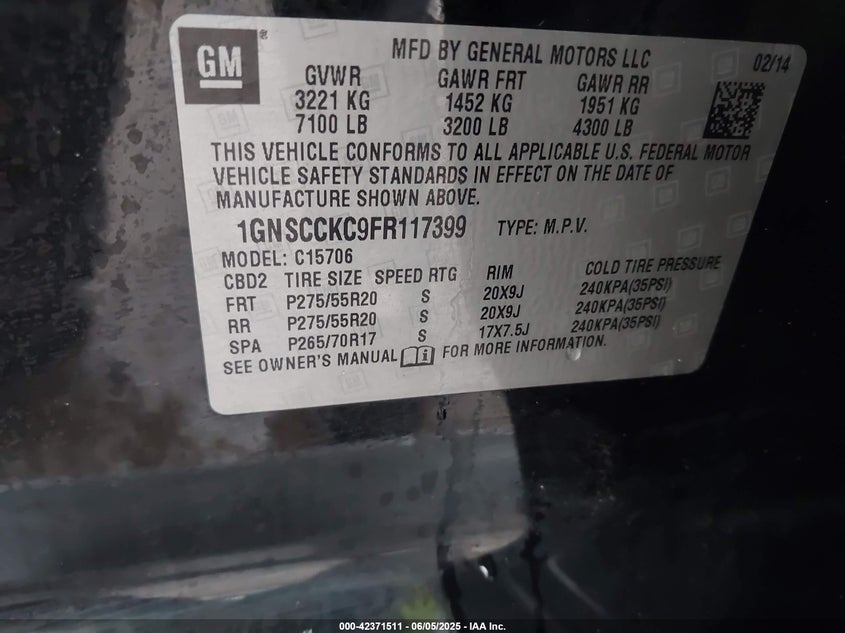 GM
MFD BY GENERAL MOTORS LLC 02/14
GVWR GAWR FRT GAWR RR
3221 KG 1452 KG 1951 KG
7100 LB 3200 LB 4300 LB
THIS VEHICLE CONFORMS TO ALL APPLICABLE U.S. FEDERAL MOTOR
VEHICLE SAFETY STANDARDS IN EFFECT ON THE DATE OF
MANUFACTURE SHOWN ABOVE.
1GNSCCKC9FR117399 TYPE: M.P.V.
MODEL: C15706
CBD2 TIRE SIZE SPEED RTG RIM COLD TIRE PRESSURE
FRT P275/55R20 S 20X9J 240KPA(35PSI)
RR P275/55R20 S 20X9J 240KPA(35PSI)
SPA P265/70R17 S 17X7.5J 240KPA(35PSI)
SEE OWNER'S MANUAL FOR MORE INFORMATION.
000-42371511 - 06/05/2025 - IAA Inc.